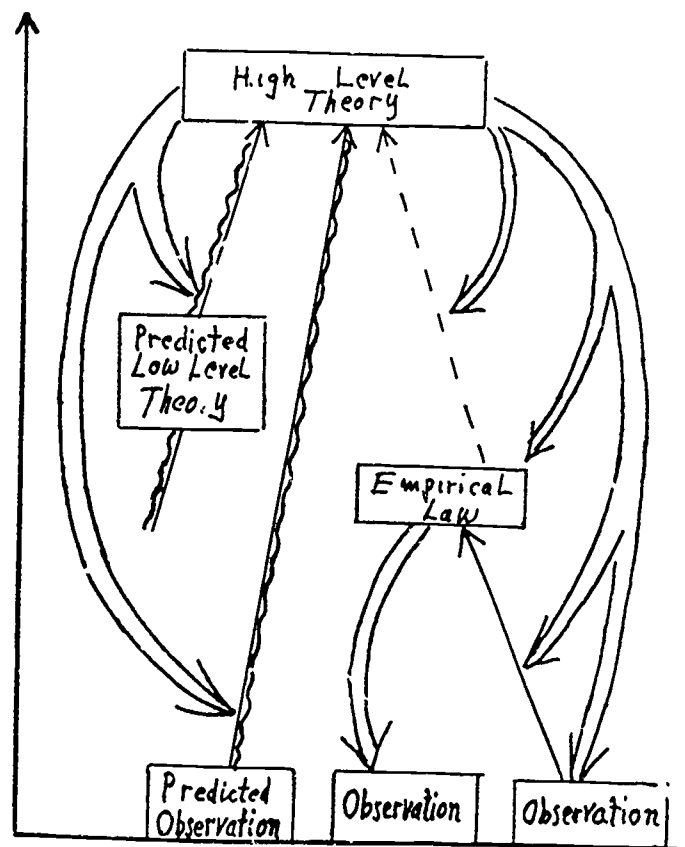 High Level
Theory
Predicted
Low Level
Theory
Empirical
Law
Predicted
Observation
Observation
Observation